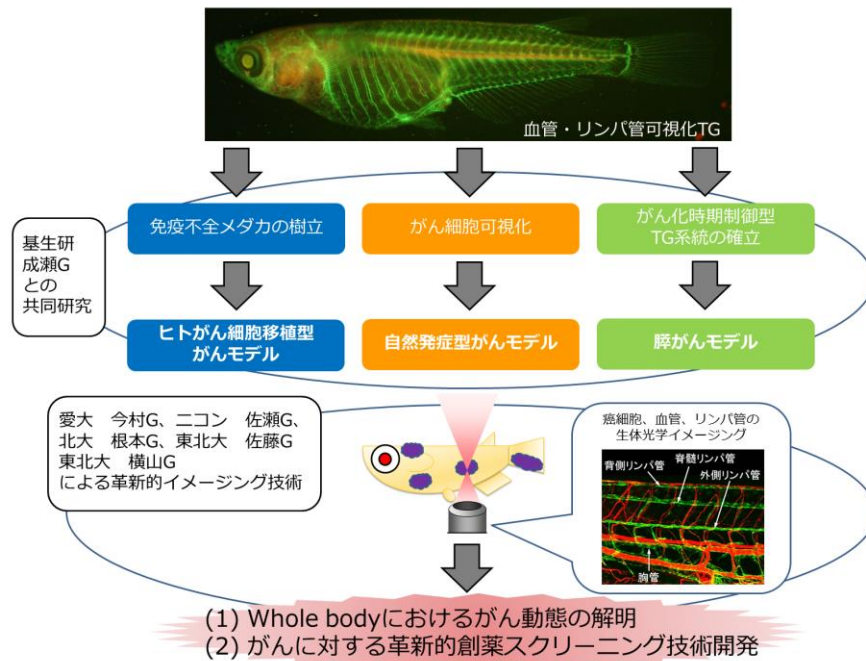 血管・リンパ管可視化TG
基生研
成瀬G
との
共同研究
免疫不全メダカの樹立
がん細胞可視化
がん化時期制御型
TG系統の確立
ヒトがん細胞移植型
がんモデル
自然発症型がんモデル
膵がんモデル
愛大　今村G、ニコン　佐瀬G、
北大　根本G、東北大　佐藤G
東北大　横山G
による革新的イメージング技術
癌細胞、血管、リンパ管の
生体光学イメージング
背側リンパ管
脊髄リンパ管
外側リンパ管
胸管
(1) Whole bodyにおけるがん動態の解明
(2) がんに対する革新的創薬スクリーニング技術開発